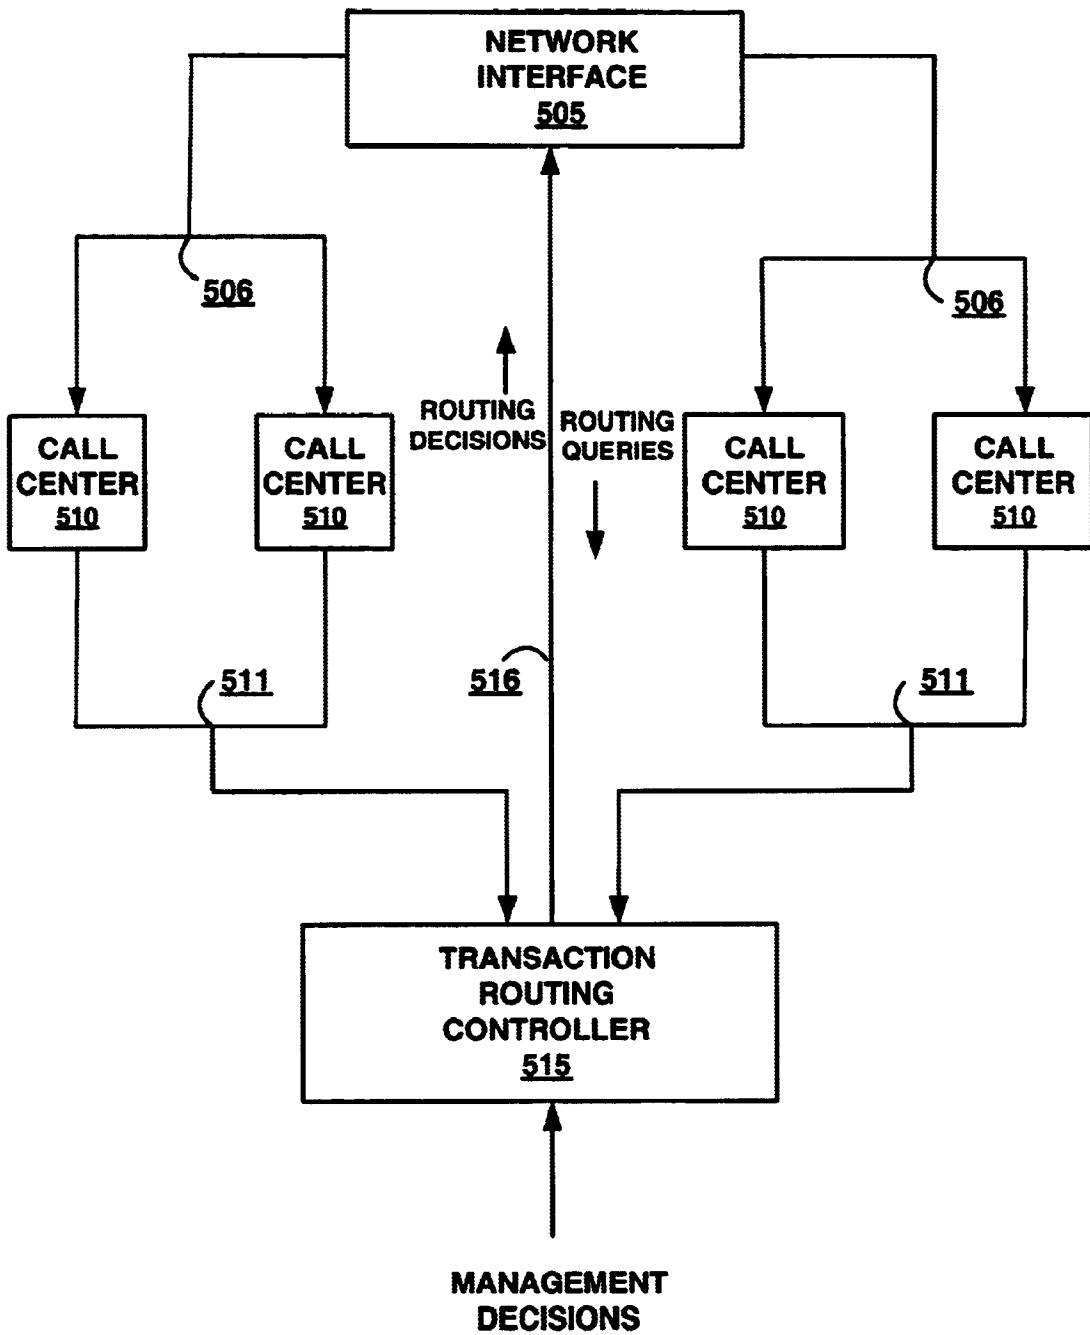 NETWORK
INTERFACE
505
506
506
ROUTING
DECISIONS
ROUTING
QUERIES
CALL
CENTER
510
CALL
CENTER
510
CALL
CENTER
510
CALL
CENTER
510
511
516
511
TRANSACTION
ROUTING
CONTROLLER
515
MANAGEMENT
DECISIONS